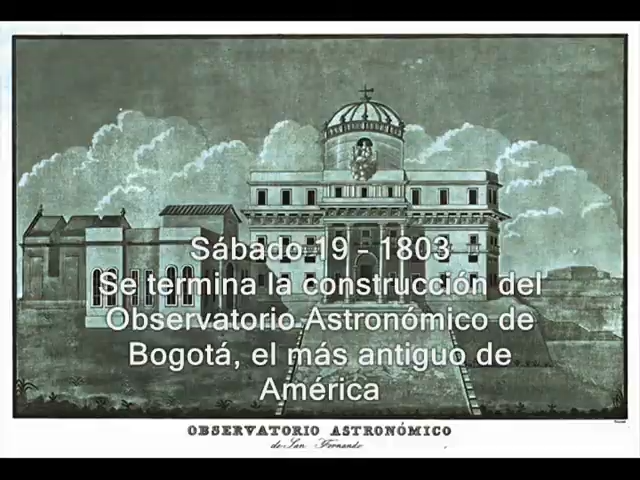 Sábado 19 - 1803
Se termina la construcción del
Observatorio Astronómico de
Bogotá, el más antiguo de
América
OBSERVATORIO ASTRONÓMICO
de San Fernando